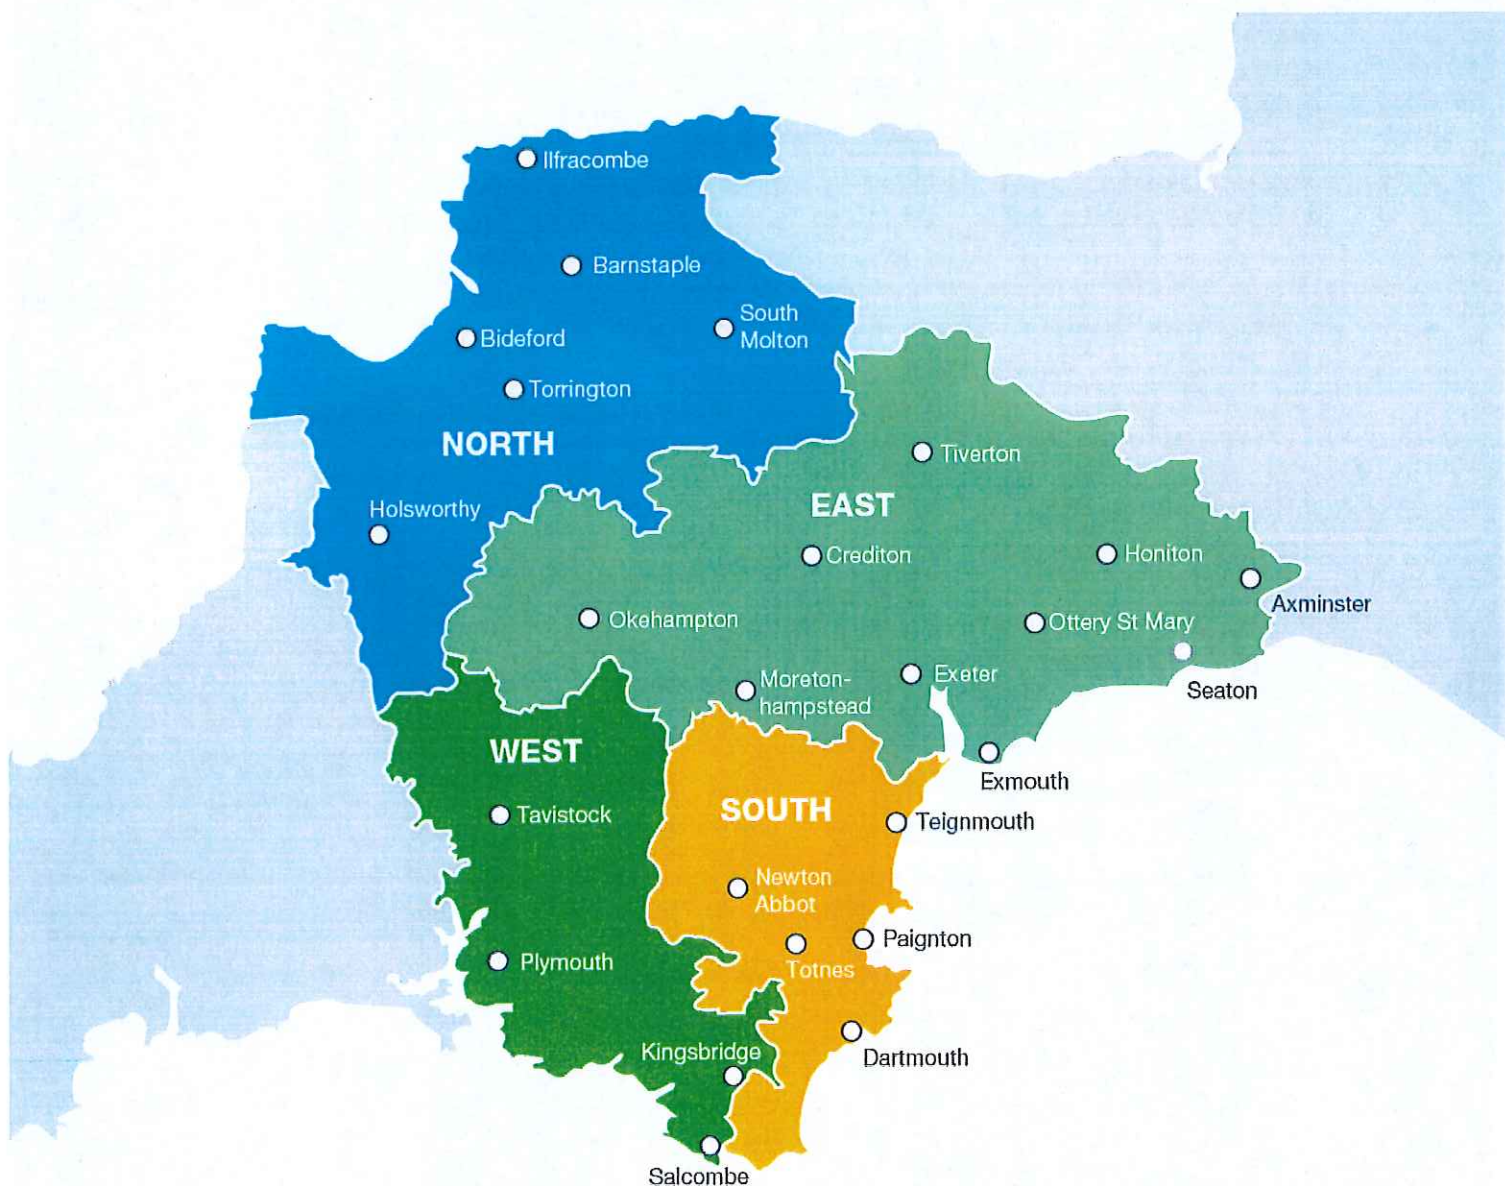 Ilfracombe
Barnstaple
South
Molton
Bideford
Torrington
NORTH
Tiverton
EAST
Holsworthy
Crediton
Honiton
Axminster
Okehampton
Ottery St Mary
Exeter
Moreton-
hampstead
Seaton
WEST
Exmouth
SOUTH
Tavistock
Teignmouth
Newton
Abbot
Paignton
Plymouth
Totnes
Kingsbridge
Dartmouth
Salcombe